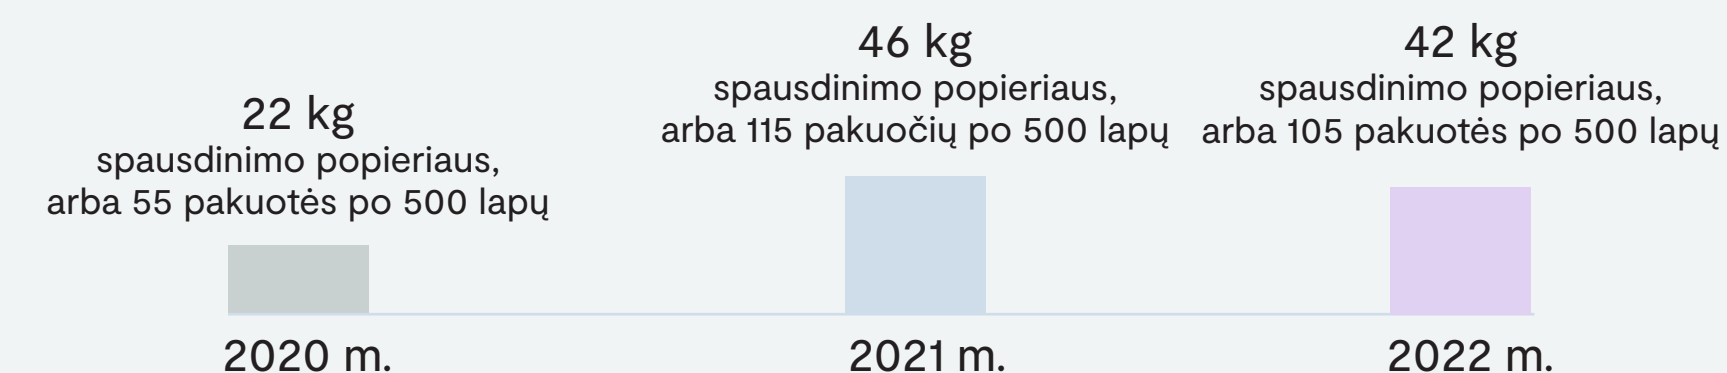 22 kg
spausdinimo popieriaus,
arba 55 pakuotės po 500 lapų
46 kg
spausdinimo popieriaus,
arba 115 pakuočių po 500 lapų
42 kg
spausdinimo popieriaus,
arba 105 pakuotės po 500 lapų
2020 m.
2021 m.
2022 m.